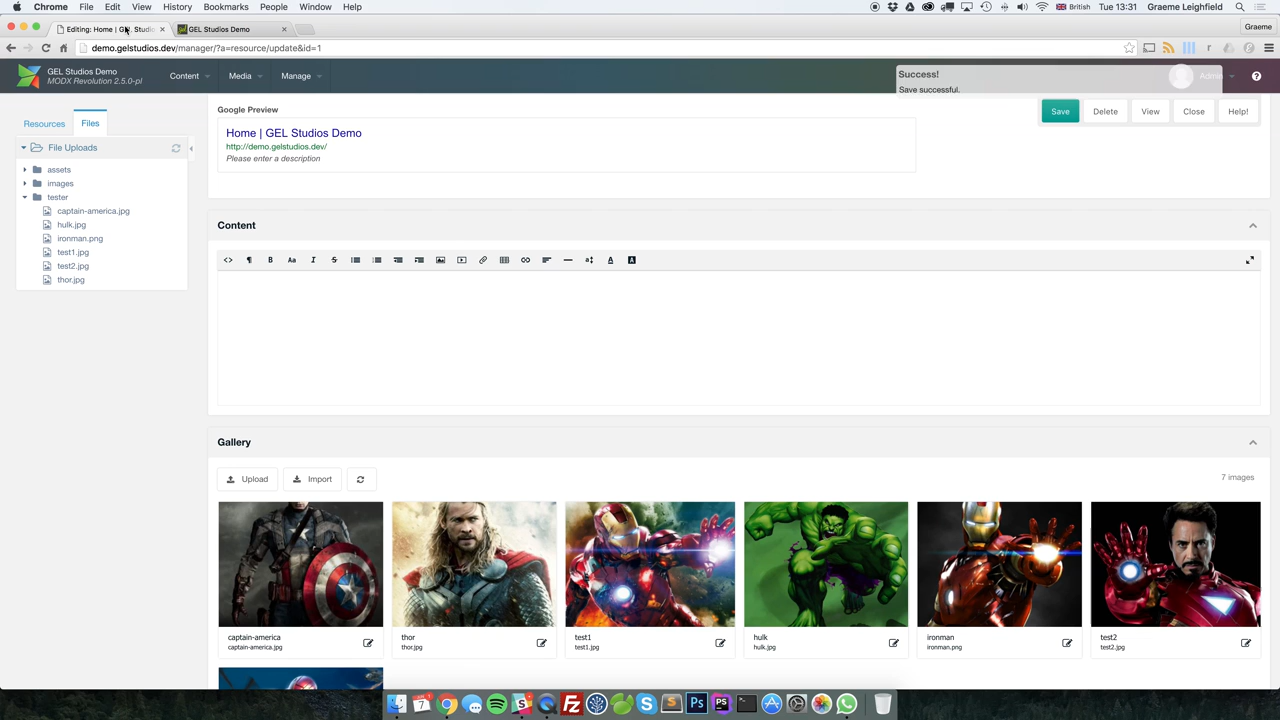 Chrome File Edit View History Bookmarks People Window Help British Tue 13:31 Graeme Leighfield
Editing: Home | GEL Studio GEL Studios Demo Graeme
demo.gelstudios.dev/manager/?a=resource/update&id=1
GEL Studios Demo
MODX Revolution 2.5.0-pl
Content Media Manage
Success!
Save successful.
Admin
Resources Files
File Uploads
assets
images
tester
captain-america.jpg
hulk.jpg
ironman.png
test1.jpg
test2.jpg
thor.jpg
Google Preview
Save Delete View Close Help!
Home | GEL Studios Demo
http://demo.gelstudios.dev/
Please enter a description
Content
Gallery
Upload Import
7 images
captain-america
captain-america.jpg
thor
thor.jpg
test1
test1.jpg
hulk
hulk.jpg
ironman
ironman.png
test2
test2.jpg